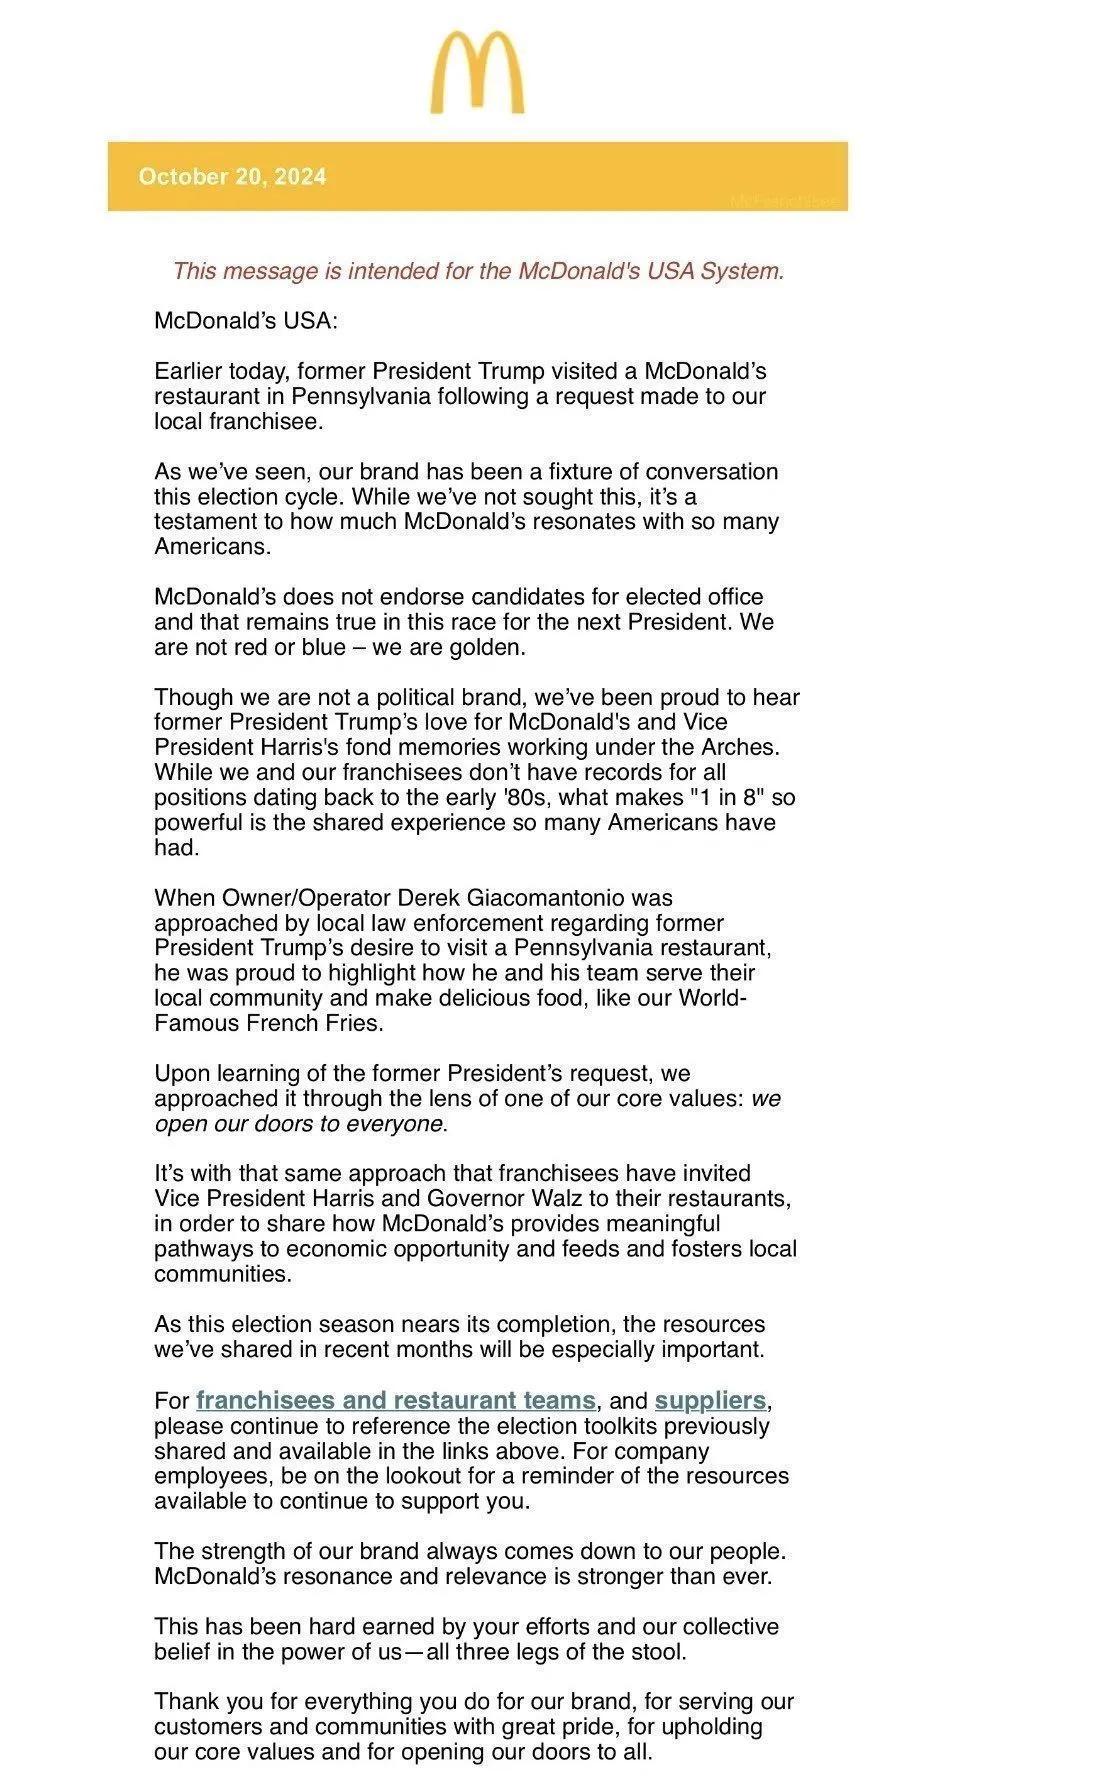 October 20, 2024
This message is intended for the McDonald's USA System.
McDonald’s USA:
Earlier today, former President Trump visited a McDonald’s
restaurant in Pennsylvania following a request made to our
local franchisee.
As we’ve seen, our brand has been a fixture of conversation
this election cycle. While we’ve not sought this, it’s a
testament to how much McDonald’s resonates with so many
Americans.
McDonald’s does not endorse candidates for elected office
and that remains true in this race for the next President. We
are not red or blue – we are golden.
Though we are not a political brand, we’ve been proud to hear
former President Trump’s love for McDonald's and Vice
President Harris's fond memories working under the Arches.
While we and our franchisees don’t have records for all
positions dating back to the early '80s, what makes "1 in 8" so
powerful is the shared experience so many Americans have
had.
When Owner/Operator Derek Giacomantonio was
approached by local law enforcement regarding former
President Trump’s desire to visit a Pennsylvania restaurant,
he was proud to highlight how he and his team serve their
local community and make delicious food, like our World-
Famous French Fries.
Upon learning of the former President’s request, we
approached it through the lens of one of our core values: we
open our doors to everyone.
It’s with that same approach that franchisees have invited
Vice President Harris and Governor Walz to their restaurants,
in order to share how McDonald’s provides meaningful
pathways to economic opportunity and feeds and fosters local
communities.
As this election season nears its completion, the resources
we’ve shared in recent months will be especially important.
For franchisees and restaurant teams, and suppliers,
please continue to reference the election toolkits previously
shared and available in the links above. For company
employees, be on the lookout for a reminder of the resources
available to continue to support you.
The strength of our brand always comes down to our people.
McDonald’s resonance and relevance is stronger than ever.
This has been hard earned by your efforts and our collective
belief in the power of us—all three legs of the stool.
Thank you for everything you do for our brand, for serving our
customers and communities with great pride, for upholding
our core values and for opening our doors to all.